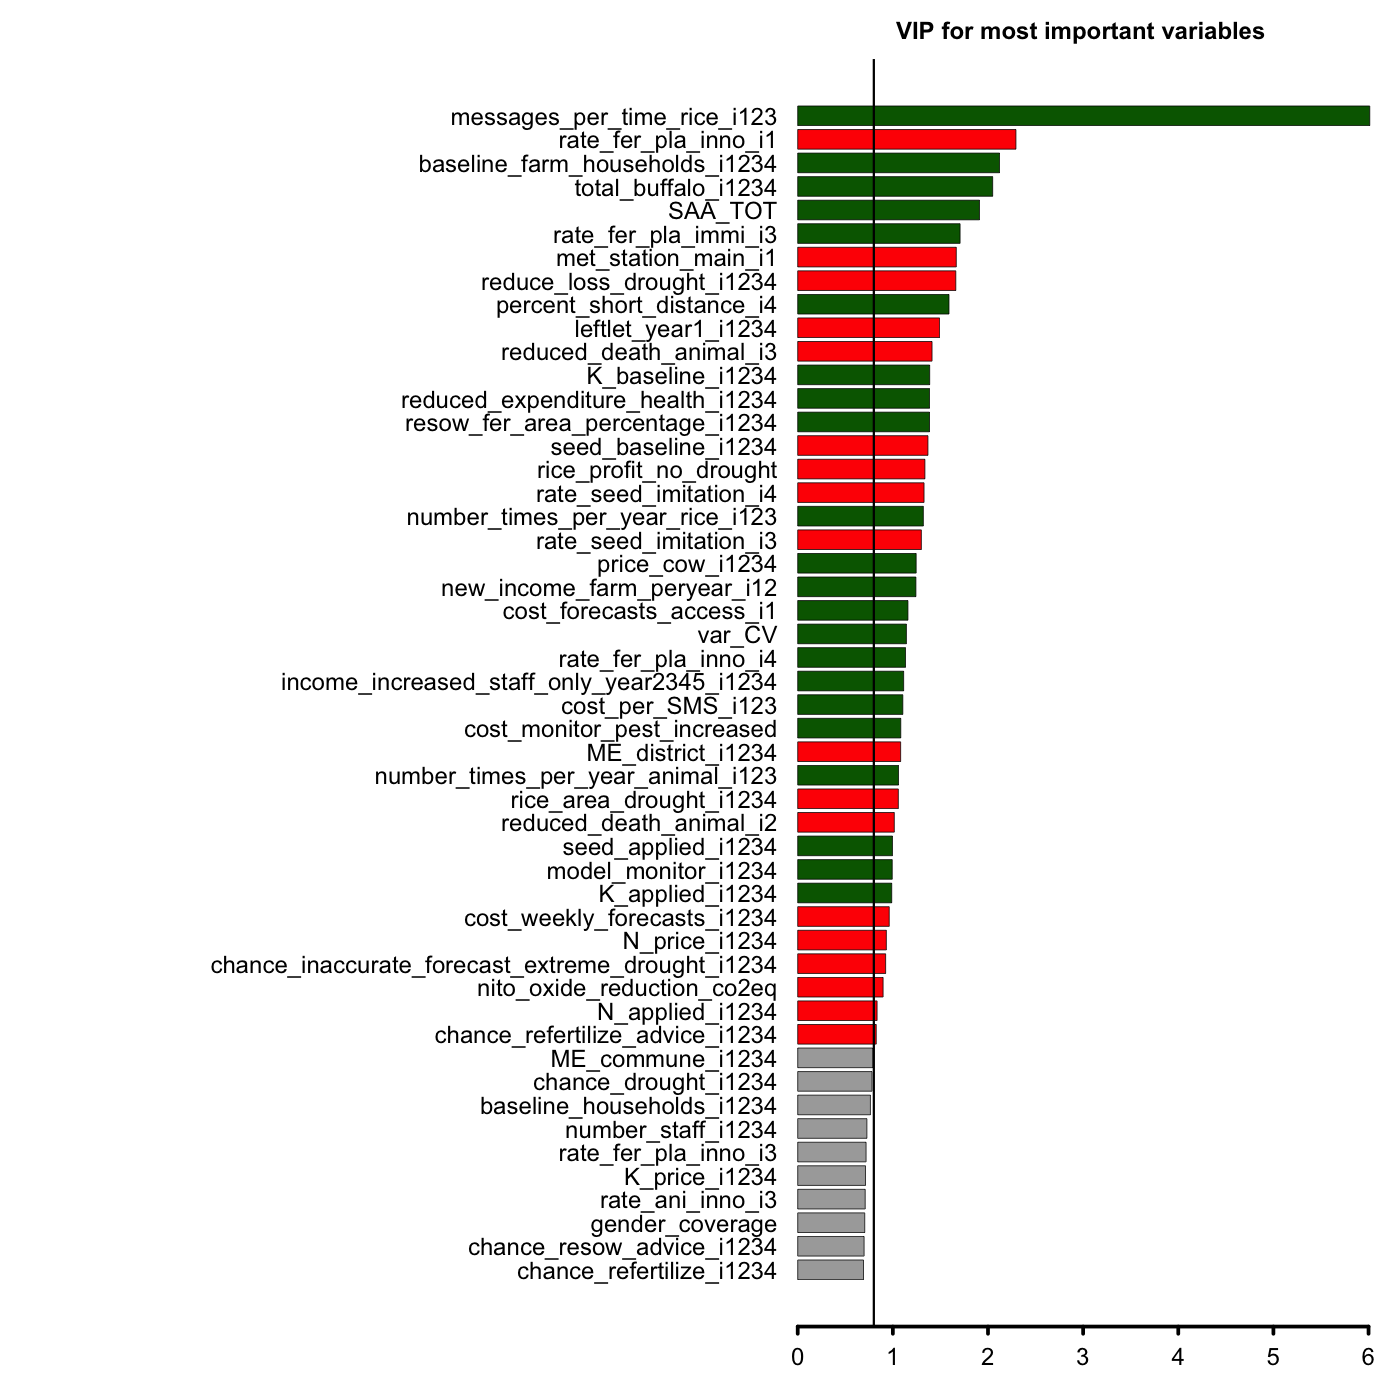 VIP for most important variables
messages_per_time_rice_i123
rate_fer_pla_inno_i1
baseline_farm_households_i1234
total_buffalo_i1234
SAA_TOT
rate_fer_pla_immi_i3
met_station_main_i1
reduce_loss_drought_i1234
percent_short_distance_i4
leftlet_year1_i1234
reduced_death_animal_i3
K_baseline_i1234
reduced_expenditure_health_i1234
resow_fer_area_percentage_i1234
seed_baseline_i1234
rice_profit_no_drought
rate_seed_imitation_i4
number_times_per_year_rice_i123
rate_seed_imitation_i3
price_cow_i1234
new_income_farm_peryear_i12
cost_forecasts_access_i1
var_CV
rate_fer_pla_inno_i4
income_increased_staff_only_year2345_i1234
cost_per_SMS_i123
cost_monitor_pest_increased
ME_district_i1234
number_times_per_year_animal_i123
rice_area_drought_i1234
reduced_death_animal_i2
seed_applied_i1234
model_monitor_i1234
K_applied_i1234
cost_weekly_forecasts_i1234
N_price_i1234
chance_inaccurate_forecast_extreme_drought_i1234
nito_oxide_reduction_co2eq
N_applied_i1234
chance_refertilize_advice_i1234
ME_commune_i1234
chance_drought_i1234
baseline_households_i1234
number_staff_i1234
rate_fer_pla_inno_i3
K_price_i1234
rate_ani_inno_i3
gender_coverage
chance_resow_advice_i1234
chance_refertilize_i1234
0 1 2 3 4 5 6